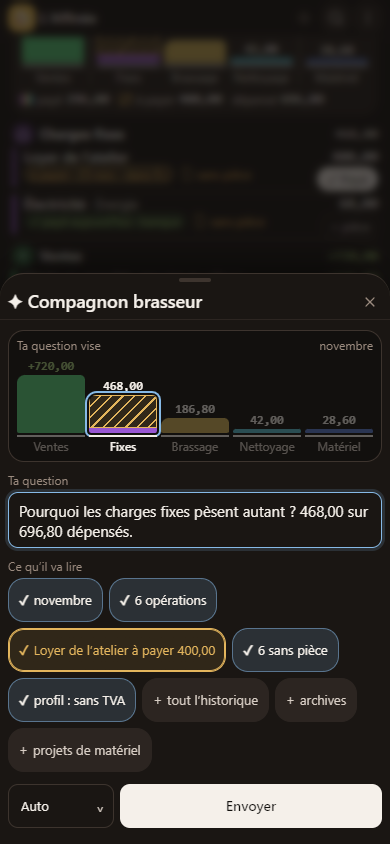 ✦ Compagnon brasseur ×
Ta question vise novembre
+720,00
468,00
186,80
42,00
28,60
Ventes Fixes Brassage Nettoyage Matériel
Ta question
Pourquoi les charges fixes pèsent autant ? 468,00 sur
696,80 dépensés.
Ce qu’il va lire
✓ novembre ✓ 6 opérations
✓ Loyer de l’atelier à payer 400,00 ✓ 6 sans pièce
✓ profil : sans TVA + tout l’historique + archives
+ projets de matériel
Auto v Envoyer